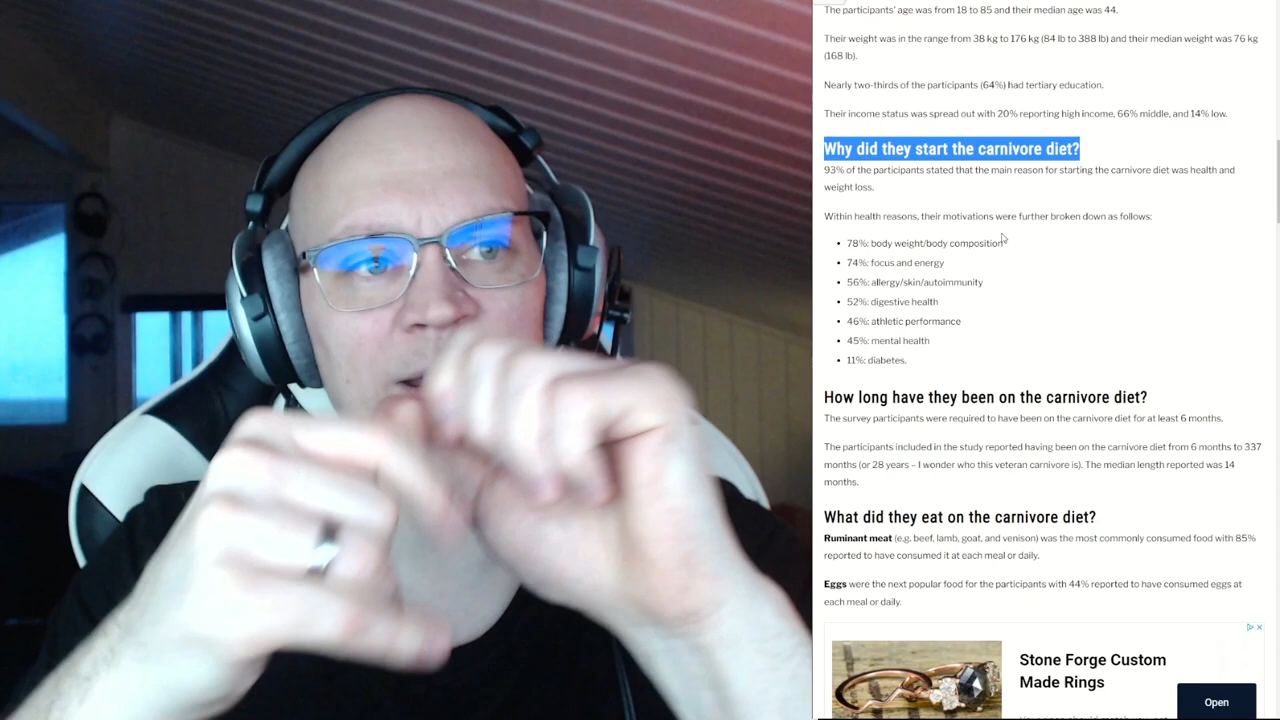 The participants' age was from 18 to 85 and their median age was 44.
Their weight was in the range from 38 kg to 176 kg (84 lb to 388 lb) and their median weight was 76 kg
(168 lb).
Nearly two-thirds of the participants (64%) had tertiary education.
Their income status was spread out with 20% reporting high income, 66% middle, and 14% low.
Why did they start the carnivore diet?
93% of the participants stated that the main reason for starting the carnivore diet was health and
weight loss.
Within health reasons, their motivations were further broken down as follows:
• 78%: body weight/body composition
• 74%: focus and energy
• 56%: allergy/skin/autoimmunity
• 52%: digestive health
• 46%: athletic performance
• 45%: mental health
• 11%: diabetes.
How long have they been on the carnivore diet?
The survey participants were required to have been on the carnivore diet for at least 6 months.
The participants included in the study reported having been on the carnivore diet from 6 months to 337
months (or 28 years – I wonder who this veteran carnivore is). The median length reported was 14
months.
What did they eat on the carnivore diet?
Ruminant meat (e.g. beef, lamb, goat, and venison) was the most commonly consumed food with 85%
reported to have consumed it at each meal or daily.
Eggs were the next popular food for the participants with 44% reported to have consumed eggs at
each meal or daily.
Stone Forge Custom
Made Rings
Open